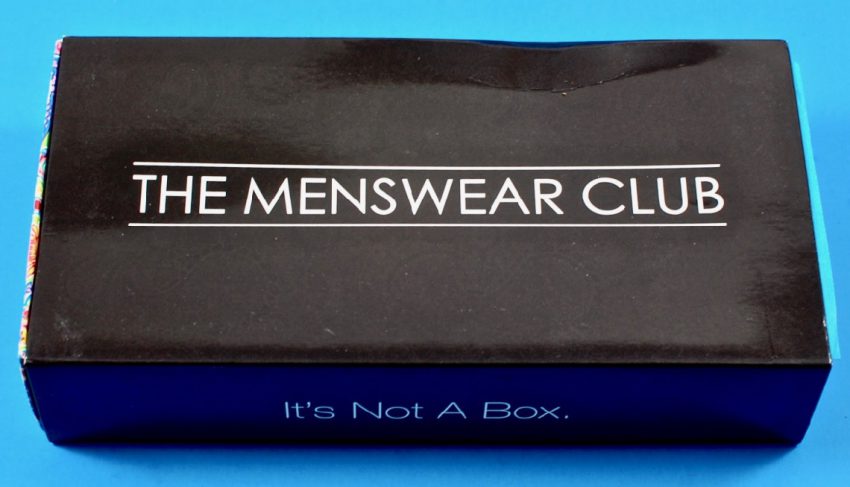 THE MENSWEAR CLUB
It's Not A Box.